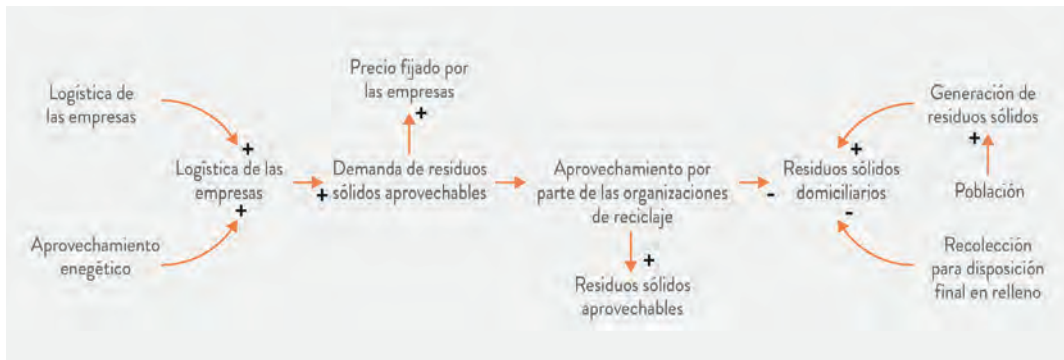 Logística de
las empresas
Aprovechamiento
enegético
+
Logística de las
empresas
+
Precio fijado por
las empresas
+
Demanda de residuos
sólidos aprovechables
+
Aprovechamiento por
parte de las organizaciones
de reciclaje
+
Residuos sólidos
aprovechables
-
+
Residuos sólidos
domiciliarios
-
Generación de
residuos sólidos
+
Población
Recolección
para disposición
final en relleno